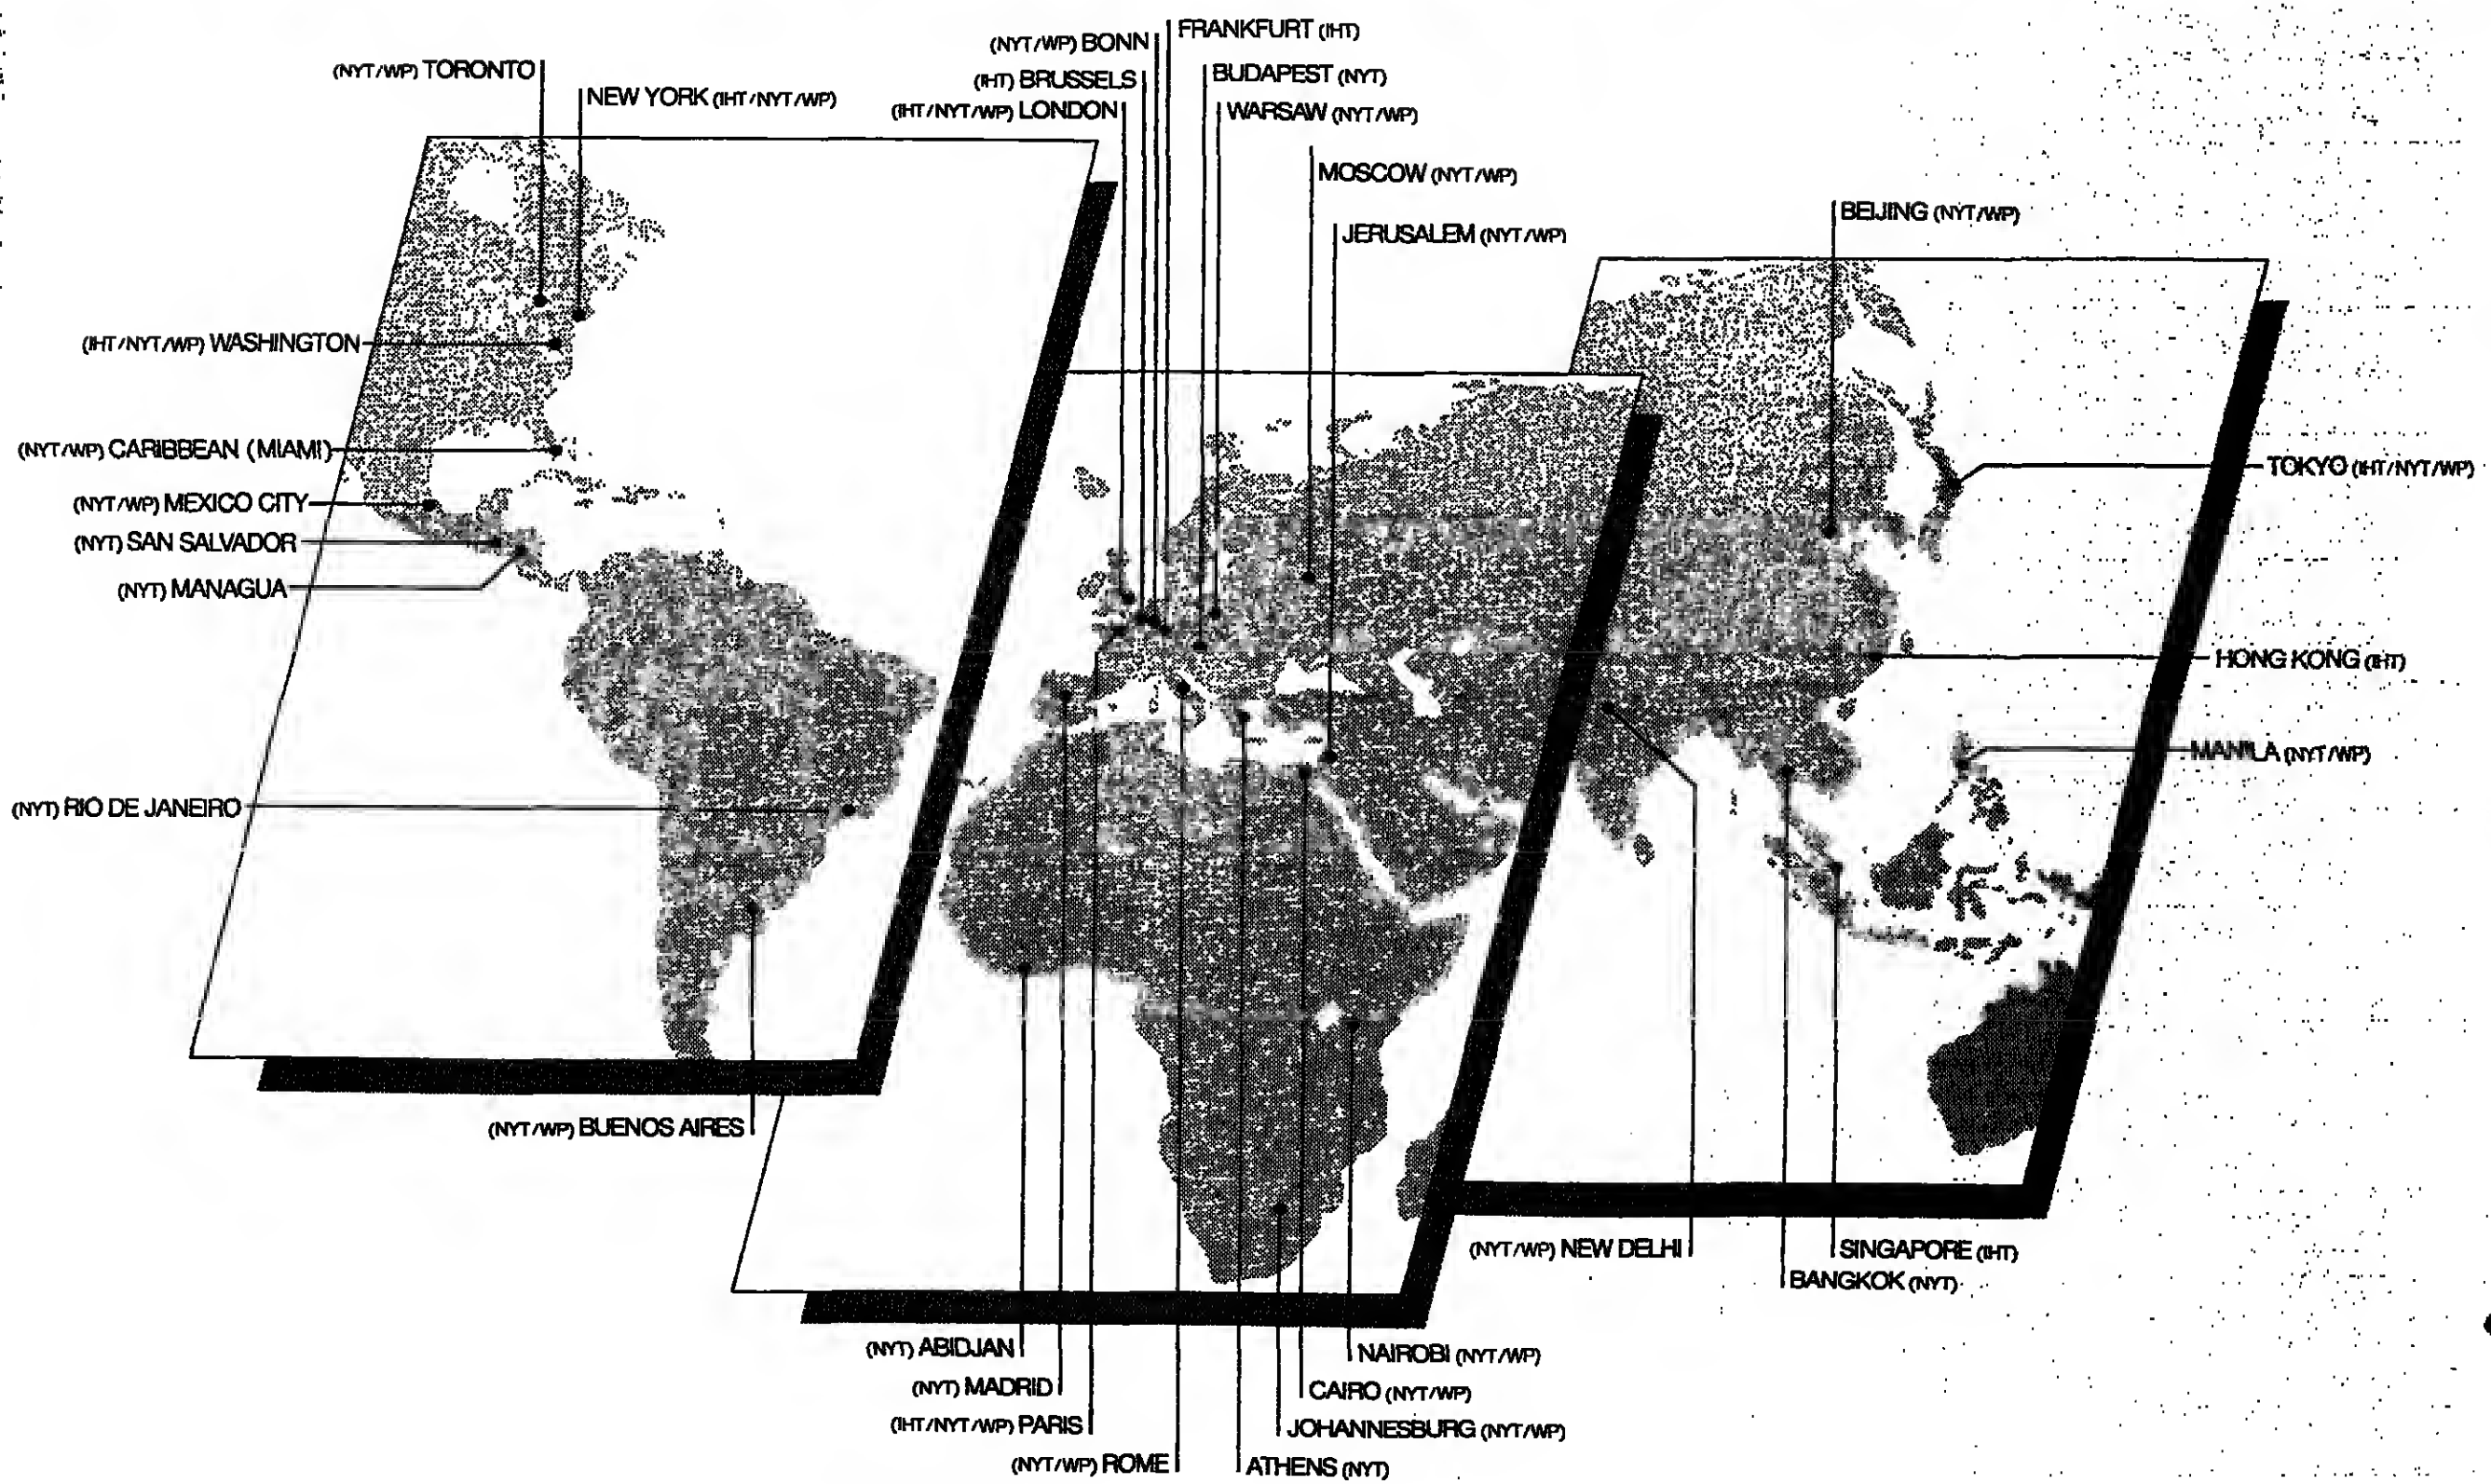 FRANKFURT (IHT)
(NYT/WP) BONN
(NYT/WP) TORONTO
(IHT) BRUSSELS
BUDAPEST (NYT)
NEW YORK (IHT/NYT/WP)
(IHT/NYT/WP) LONDON
WARSAW (NYT/WP)
MOSCOW (NYT/WP)
BEIJING (NYT/WP)
JERUSALEM (NYT/WP)
(IHT/NYT/WP) WASHINGTON
(NYT/WP) CARIBBEAN (MIAMI)
TOKYO (IHT/NYT/WP)
(NYT/WP) MEXICO CITY
(NYT) SAN SALVADOR
(NYT) MANAGUA
HONG KONG (IHT)
MANILA (NYT/WP)
(NYT) RIO DE JANEIRO
(NYT/WP) BUENOS AIRES
(NYT/WP) NEW DELHI
SINGAPORE (IHT)
BANGKOK (NYT)
(NYT) ABIDJAN
NAIROBI (NYT/WP)
(NYT) MADRID
CAIRO (NYT/WP)
(IHT/NYT/WP) PARIS
JOHANNESBURG (NYT/WP)
(NYT/WP) ROME
ATHENS (NYT)